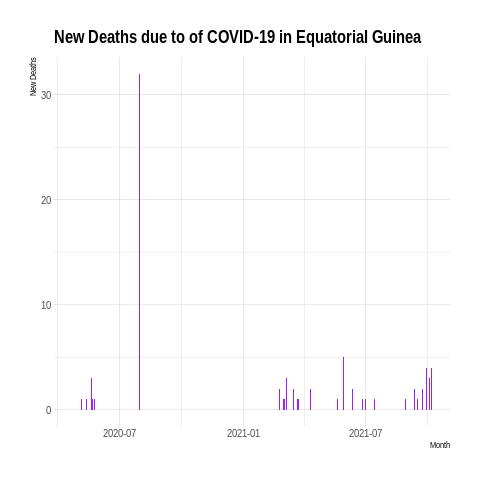 New Deaths due to of COVID-19 in Equatorial Guinea
New Deaths
30
20
10
0
2020-07 2021-01 2021-07
Month